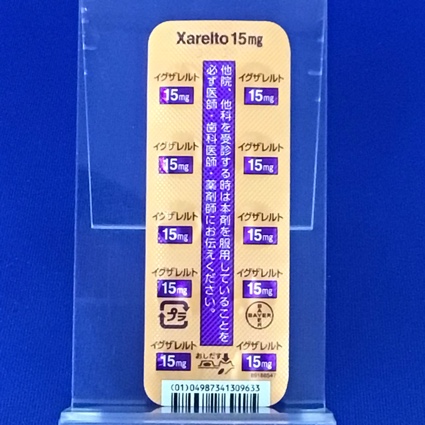 Xarelto 15mg
イグザレルト
15mg
イグザレルト
15mg
他院、他科を受診する時は本剤を服用していることを
必ず医師・歯科医師・薬剤師にお伝えください。
イグザレルト
15mg
イグザレルト
15mg
イグザレルト
15mg
イグザレルト
15mg
イグザレルト
15mg
イグザレルト
15mg
プラ
BAYER
BAYER
イグザレルト
15mg
おしだす
イグザレルト
15mg
(01)04987341309633